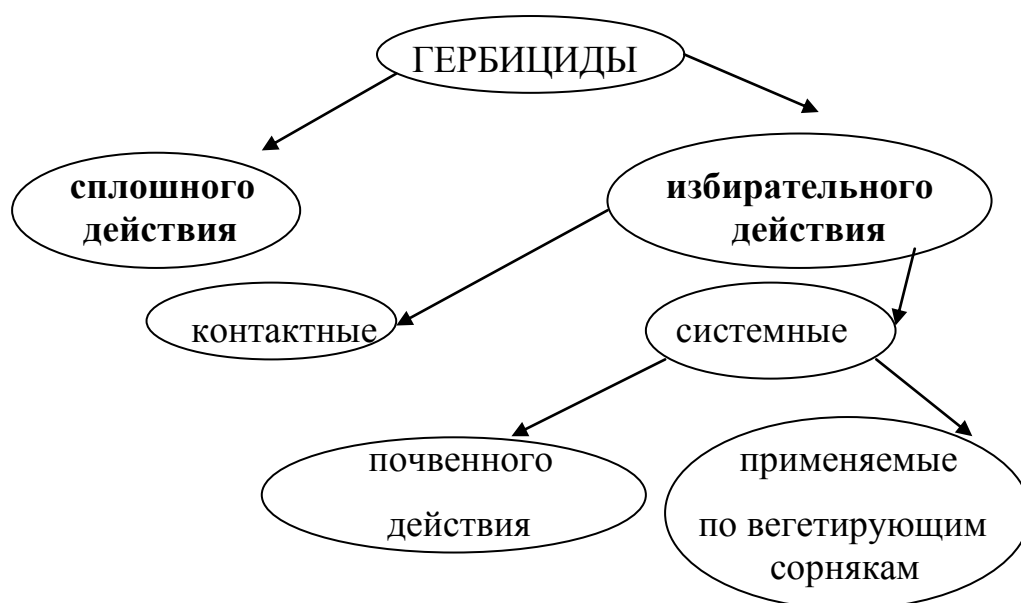 ГЕРБИЦИДЫ
сплошного
действия
избирательного
действия
контактные
системные
почвенного
действия
применяемые
по вегетирующим
сорнякам